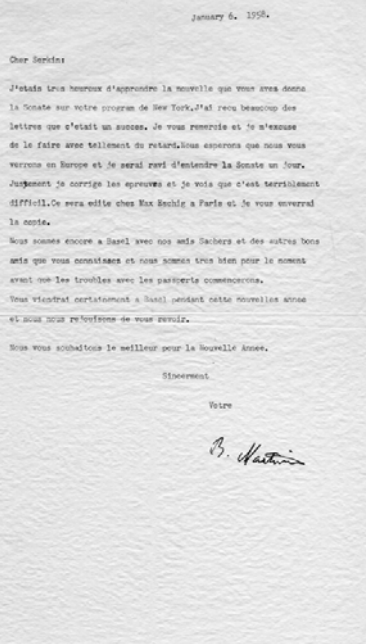 January 6. 1958.
Cher Serkin:
J'etais tres heureux d'apprendre la nouvelle que vous aves donne
la Sonate sur votre program de New York.J'ai recu beaucoup des
lettres que c'etait un succes. Je vous remercie et je m'excuse
de le faire avec tellement du retard.Nous esperons que nous vous
verrons en Europe et je serai ravi d'entendre la Sonate un jour.
Justement je corrige les epreuves et je vois que c'est terriblement
difficil.Ce sera edite chez Max Eschig a Paris et je vous enverrai
la copie.
Nous sommes encore a Basel avec nos amis Sachers et des autres bons
amis que vous connaisses et nous sommes tres bien pour le moment
avant que les troubles avec les passports commencerons.
Vous viendrai certainement a Basel pendant cette nouvelles annee
et nous nous rejouisons de vous revoir.
Nous vous souhaitons le meilleur pour la Nouvelle Annee.
Sincerment
Votre
B. Martinu